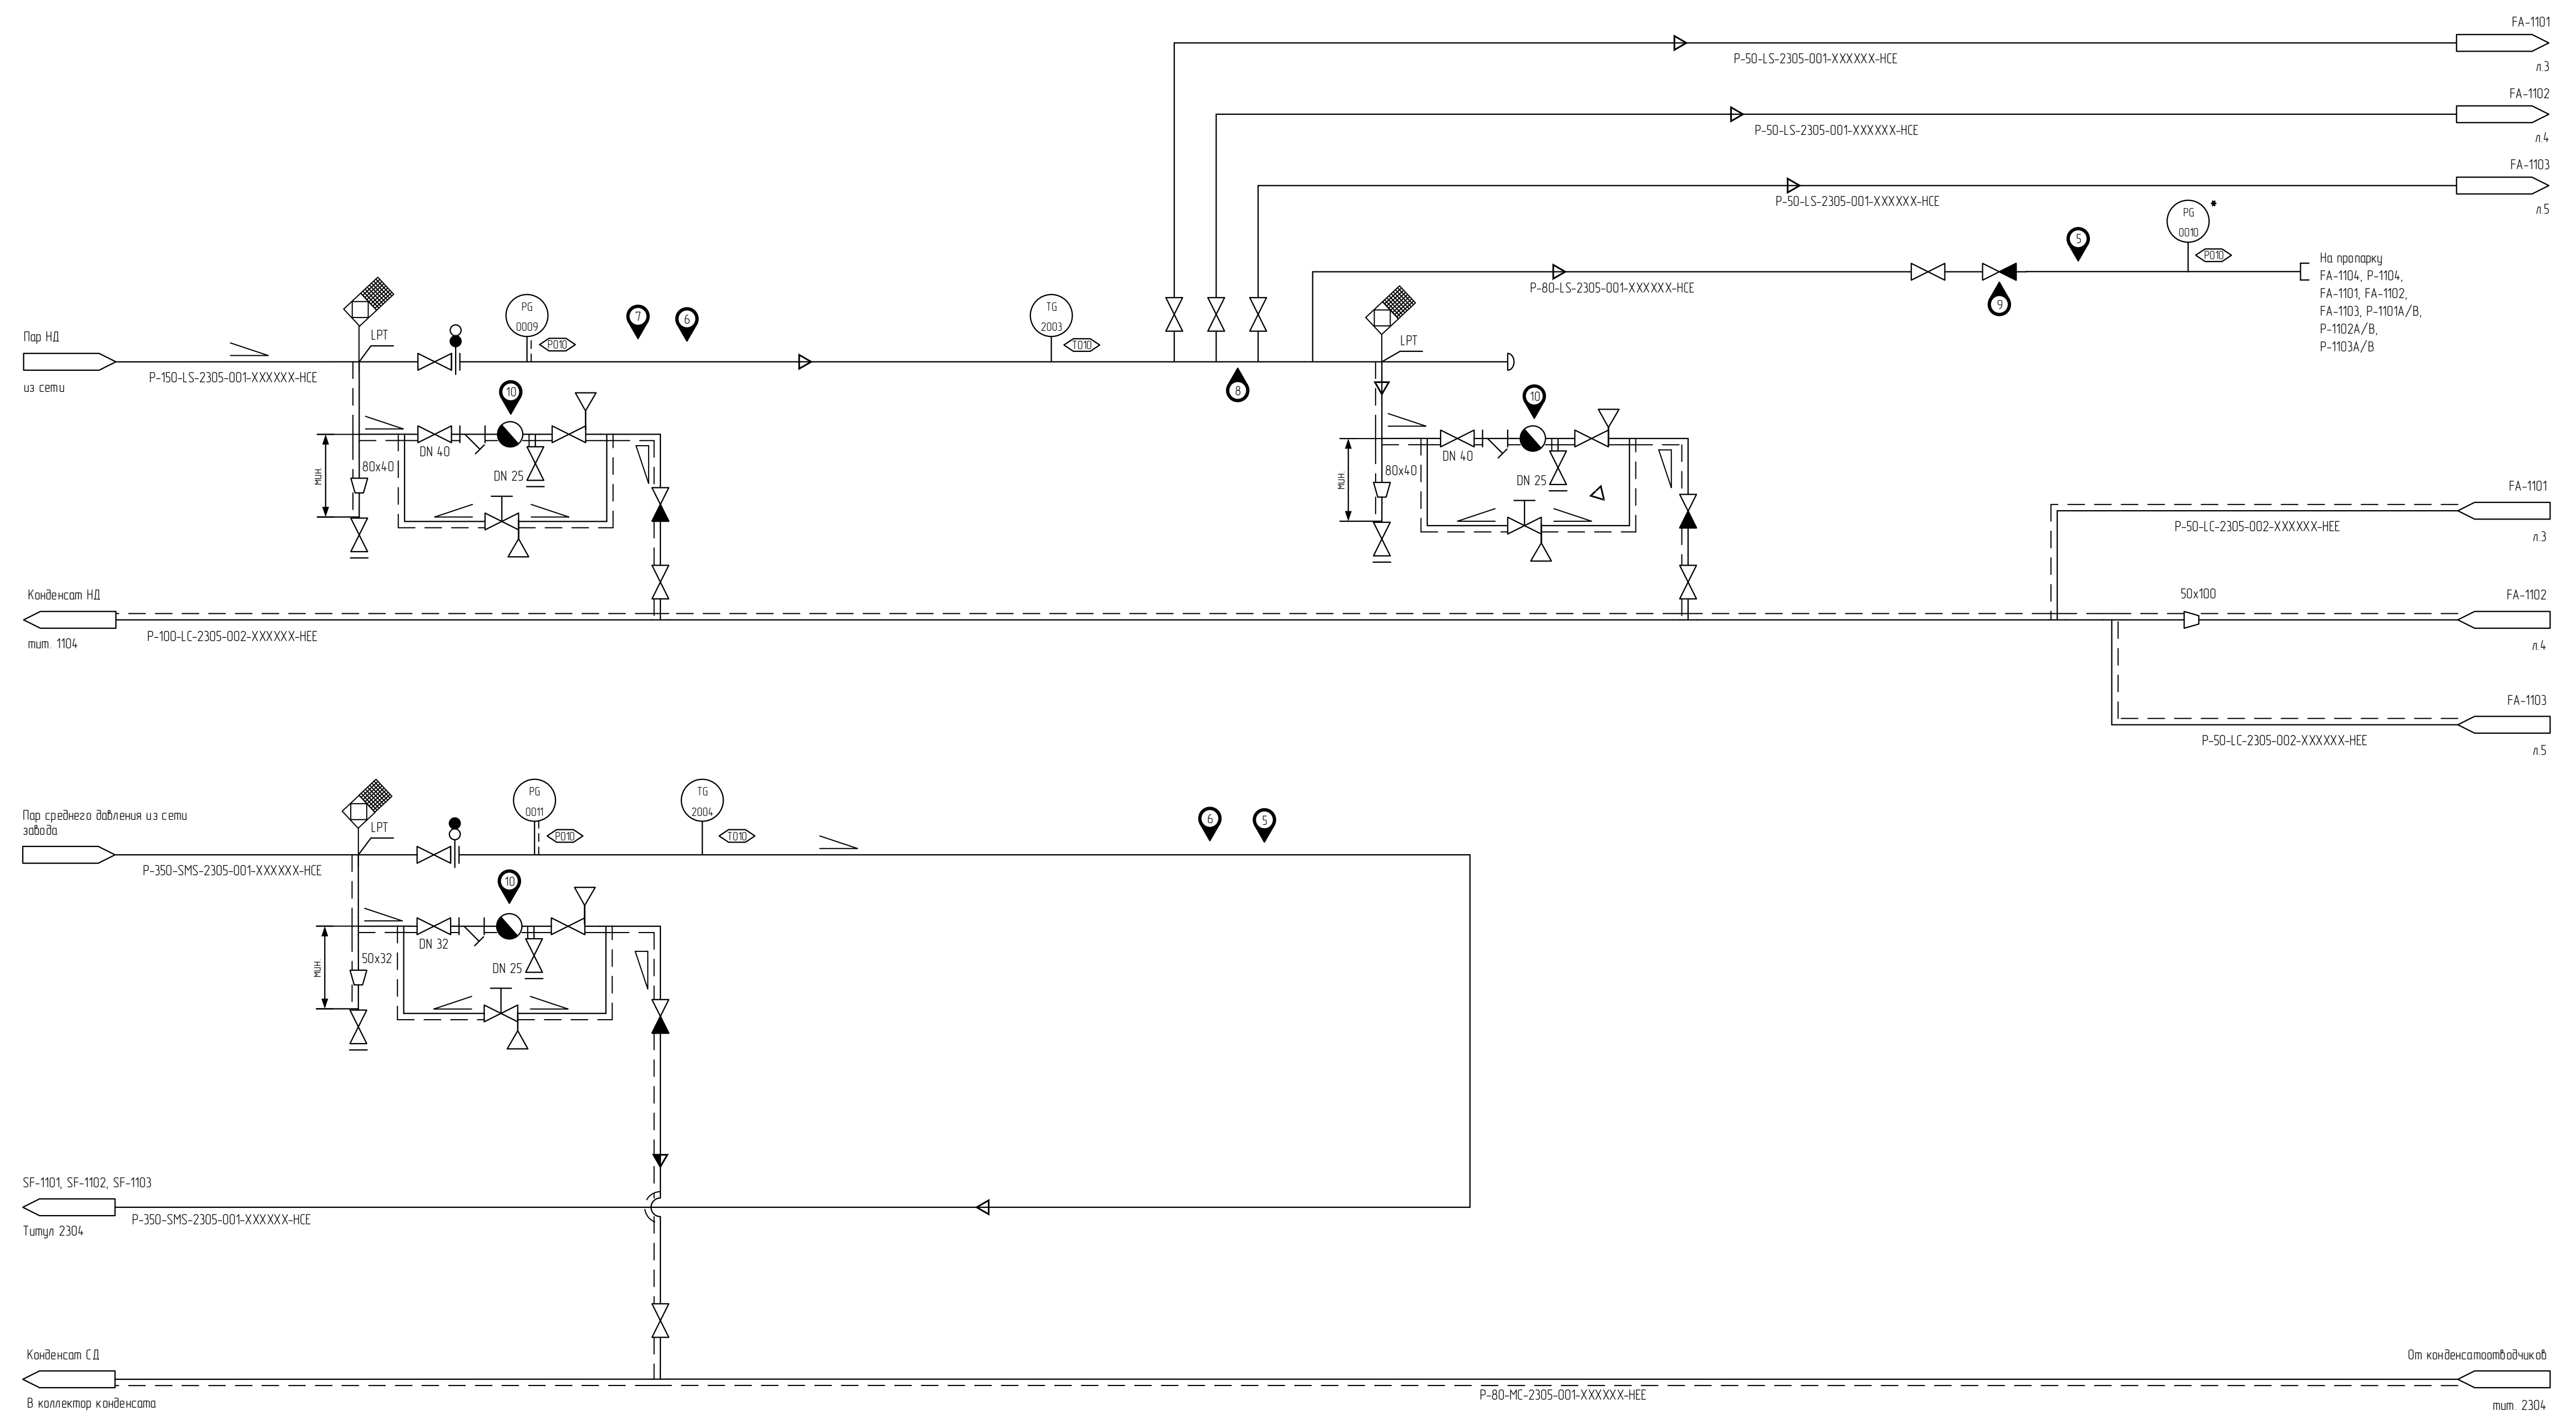 FA-1101
P-50-LS-2305-001-XXXXXX-HCE
л.3
FA-1102
P-50-LS-2305-001-XXXXXX-HCE
л.4
FA-1103
P-50-LS-2305-001-XXXXXX-HCE
л.5
PG
0010
*
P010
5
9
P-80-LS-2305-001-XXXXXX-HCE
На пропарку
FA-1104, P-1104,
FA-1101, FA-1102,
FA-1103, P-1101A/B,
P-1102A/B,
P-1103A/B
Пар НД
из сети
P-150-LS-2305-001-XXXXXX-HCE
LPT
PG
0009
P010
7
6
TG
2003
T010
8
LPT
10
DN 40
80x40
DN 25
мин.
10
DN 40
80x40
DN 25
мин.
FA-1101
P-50-LC-2305-002-XXXXXX-HEE
л.3
Конденсат НД
тит. 1104
P-100-LC-2305-002-XXXXXX-HEE
50x100
FA-1102
л.4
FA-1103
P-50-LC-2305-002-XXXXXX-HEE
л.5
Пар среднего давления из сети
завода
P-350-SMS-2305-001-XXXXXX-HCE
LPT
PG
0011
P010
TG
2004
T010
6
5
10
DN 32
50x32
DN 25
мин.
SF-1101, SF-1102, SF-1103
P-350-SMS-2305-001-XXXXXX-HCE
Титул 2304
Конденсат СД
В коллектор конденсата
P-80-MC-2305-001-XXXXXX-HEE
От конденсатоотводчиков
тит. 2304